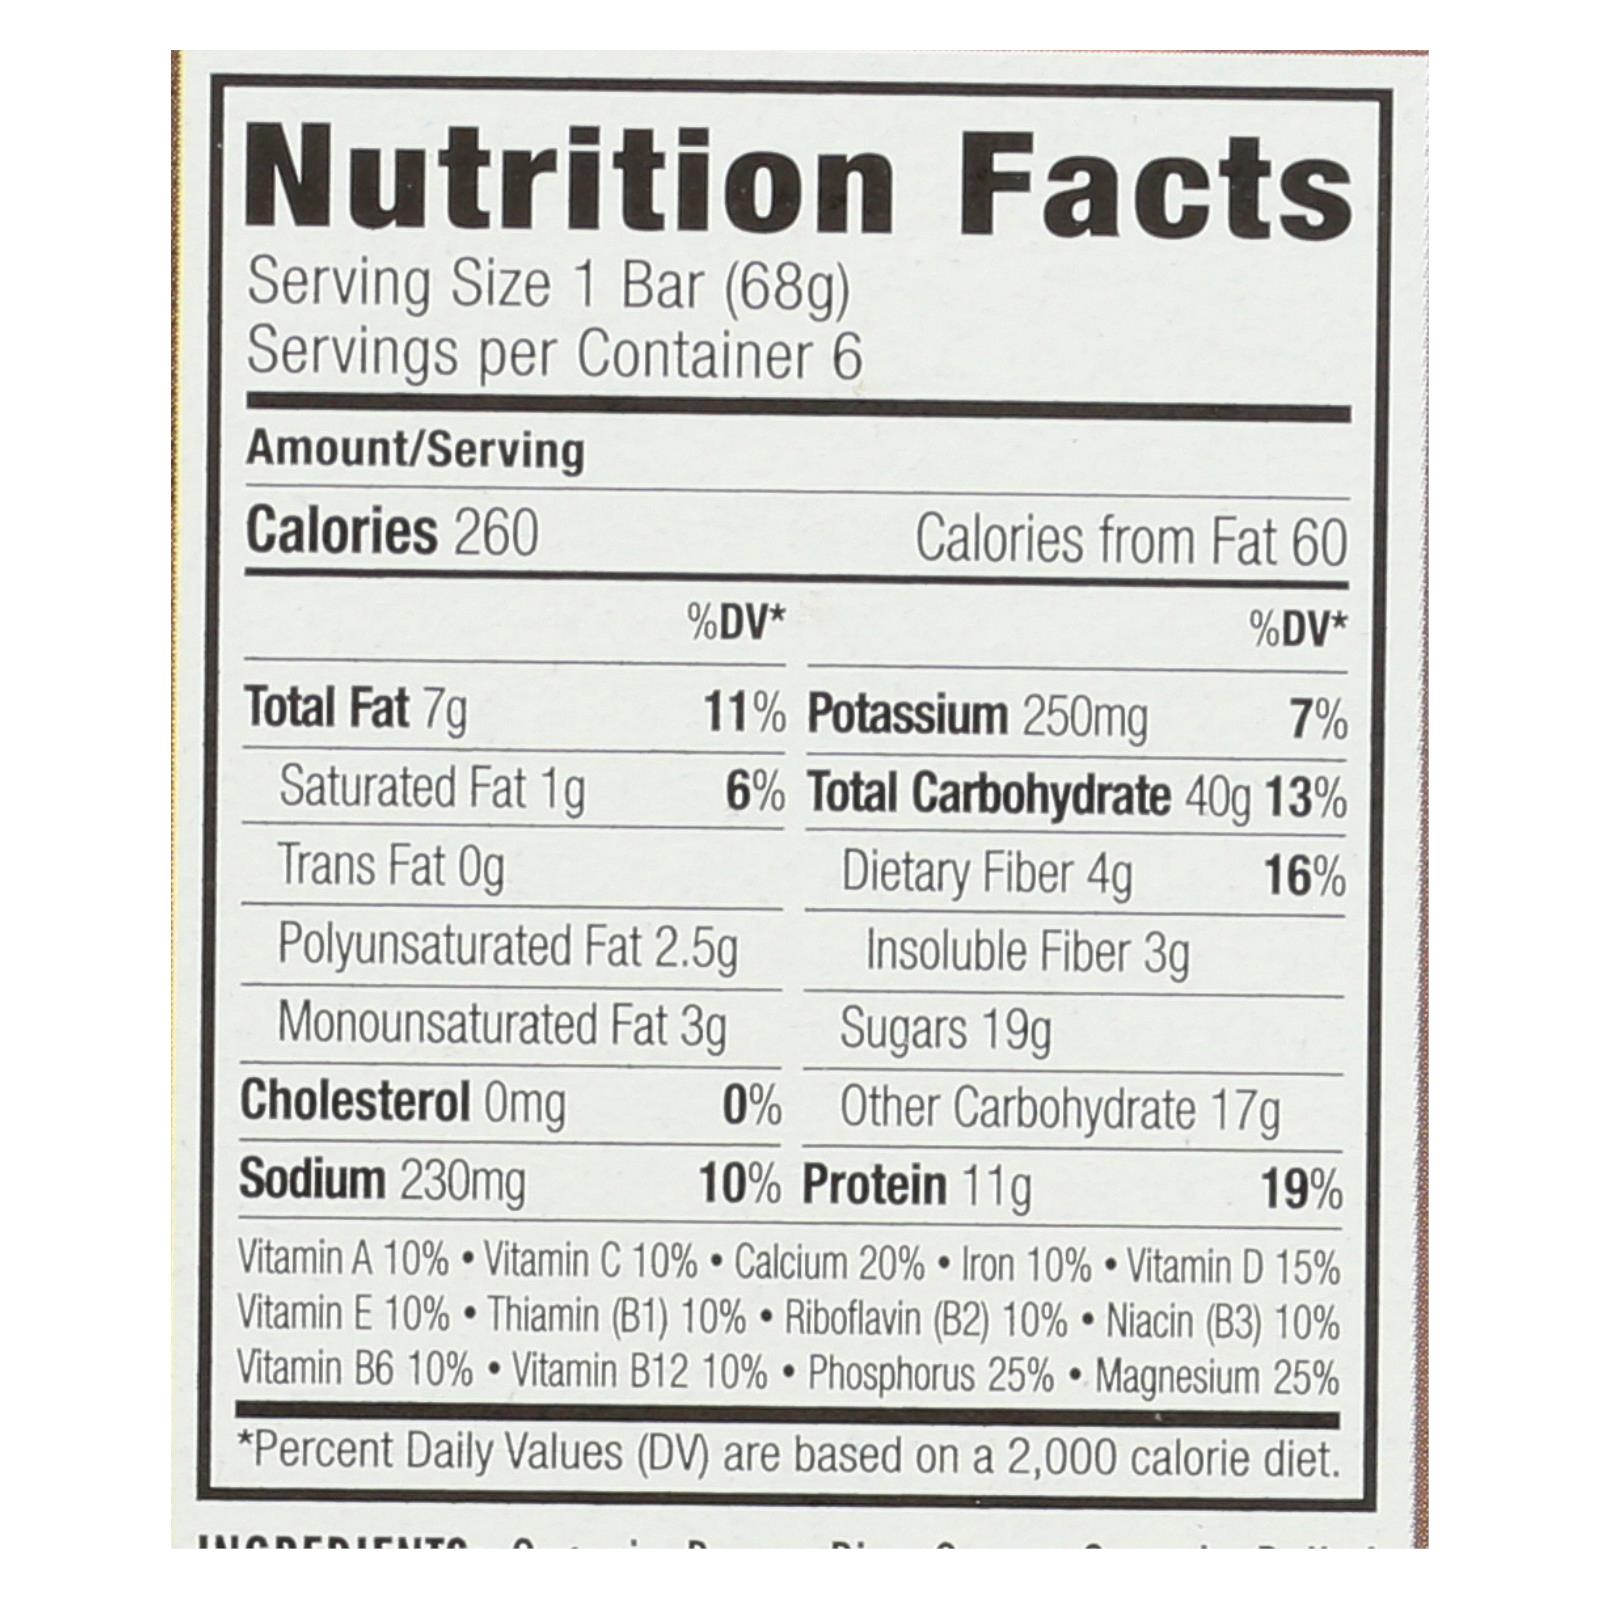 Nutrition Facts
Serving Size 1 Bar (68g)
Servings per Container 6
Amount/Serving
Calories 260 Calories from Fat 60
%DV* %DV*
Total Fat 7g 11% Potassium 250mg 7%
Saturated Fat 1g 6% Total Carbohydrate 40g 13%
Trans Fat 0g Dietary Fiber 4g 16%
Polyunsaturated Fat 2.5g Insoluble Fiber 3g
Monounsaturated Fat 3g Sugars 19g
Cholesterol 0mg 0% Other Carbohydrate 17g
Sodium 230mg 10% Protein 11g 19%
Vitamin A 10% • Vitamin C 10% • Calcium 20% • Iron 10% • Vitamin D 15%
Vitamin E 10% • Thiamin (B1) 10% • Riboflavin (B2) 10% • Niacin (B3) 10%
Vitamin B6 10% • Vitamin B12 10% • Phosphorus 25% • Magnesium 25%
*Percent Daily Values (DV) are based on a 2,000 calorie diet.
INGREDIENTS